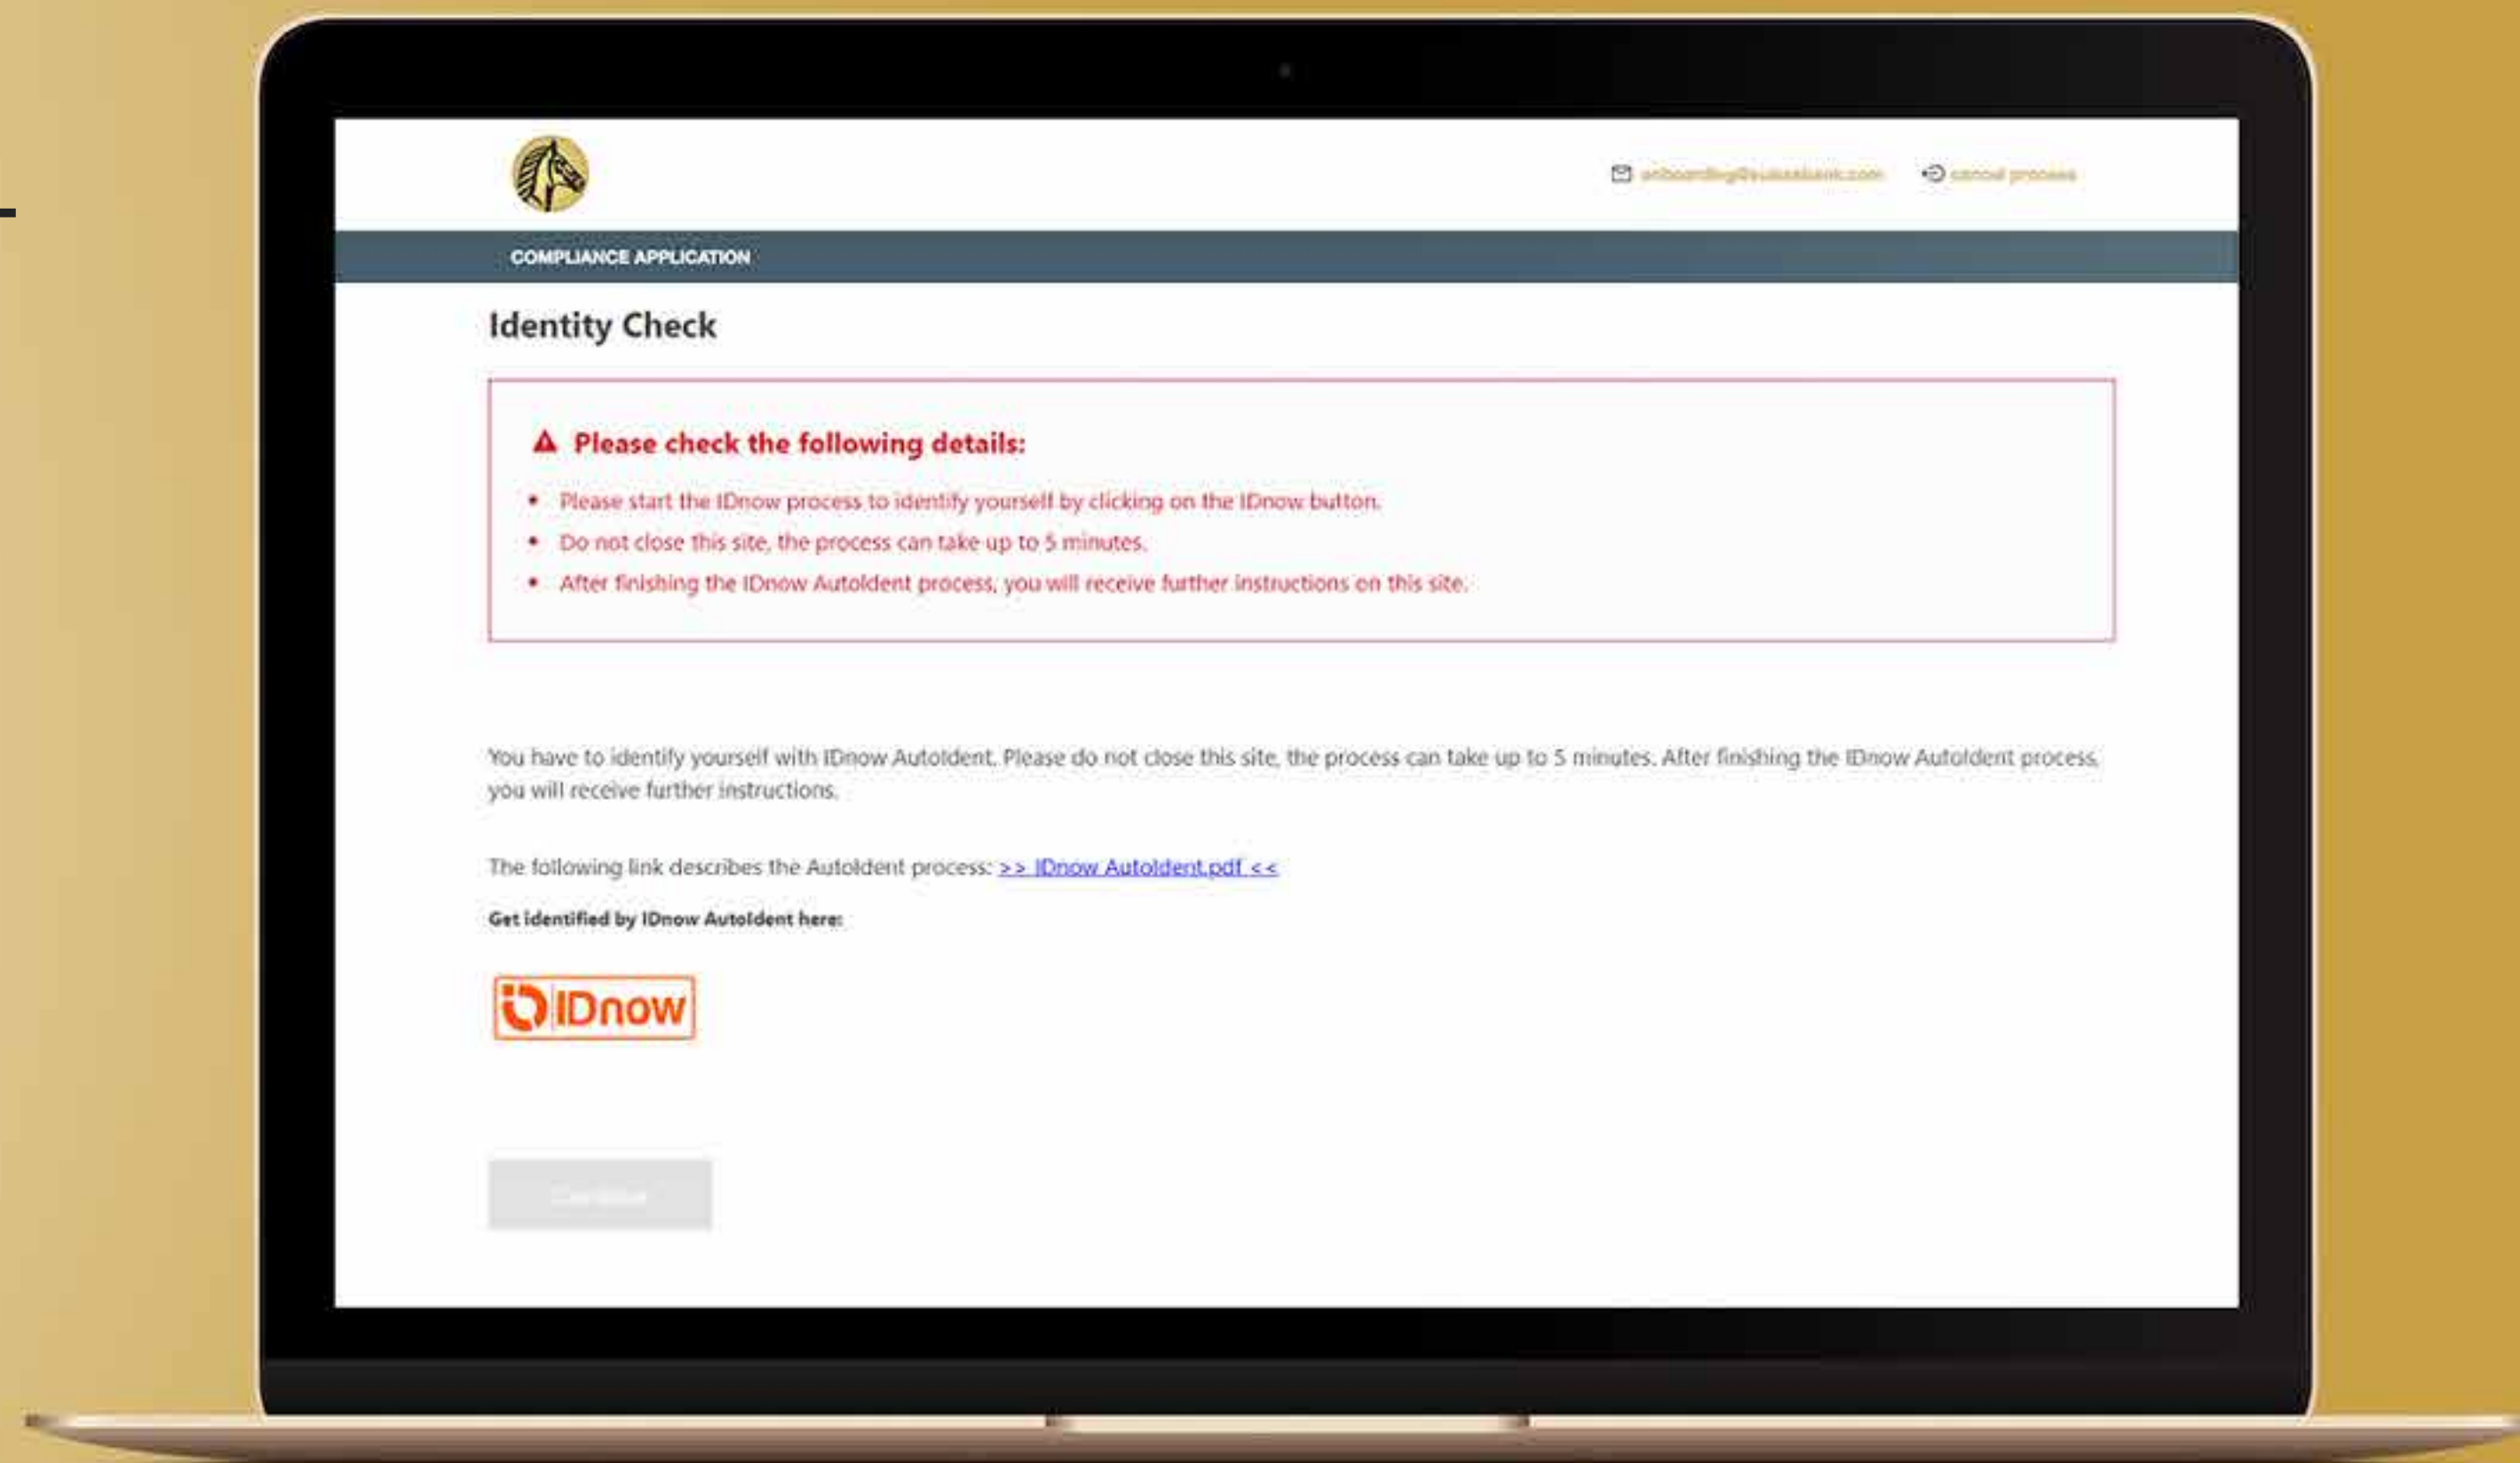 cancel process
COMPLIANCE APPLICATION
Identity Check
Please check the following details:
• Please start the IDnow process to identify yourself by clicking on the IDnow button.
• Do not close this site, the process can take up to 5 minutes.
• After finishing the IDnow AutoIdent process, you will receive further instructions on this site.
You have to identify yourself with IDnow AutoIdent. Please do not close this site, the process can take up to 5 minutes. After finishing the IDnow AutoIdent process,
you will receive further instructions.
The following link describes the AutoIdent process: >> IDnow AutoIdent.pdf <<
Get identified by IDnow AutoIdent here:
IDnow